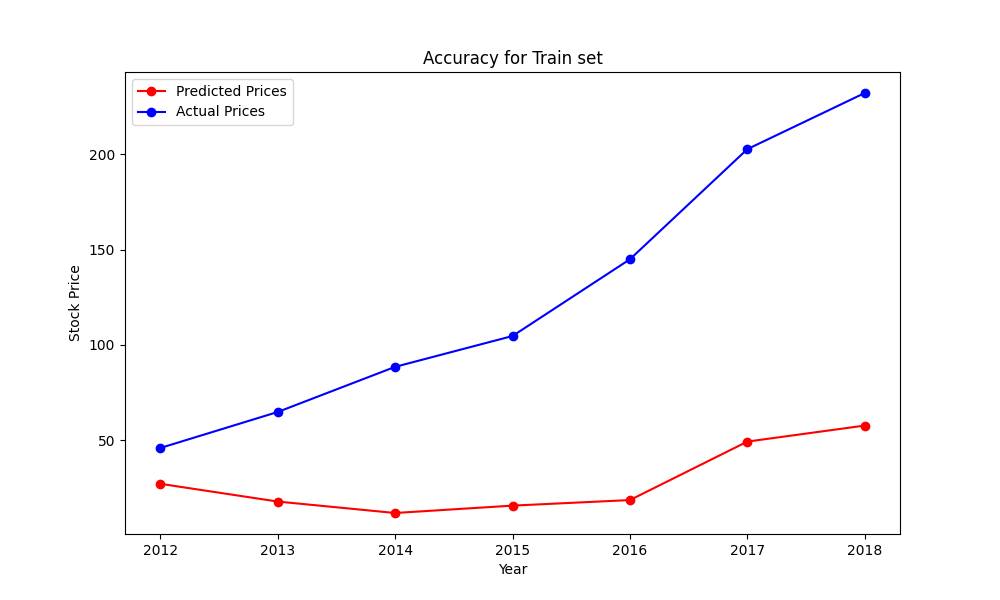 Accuracy for Train set
Predicted Prices
Actual Prices
200
150
100
50
Stock Price
2012 2013 2014 2015 2016 2017 2018
Year